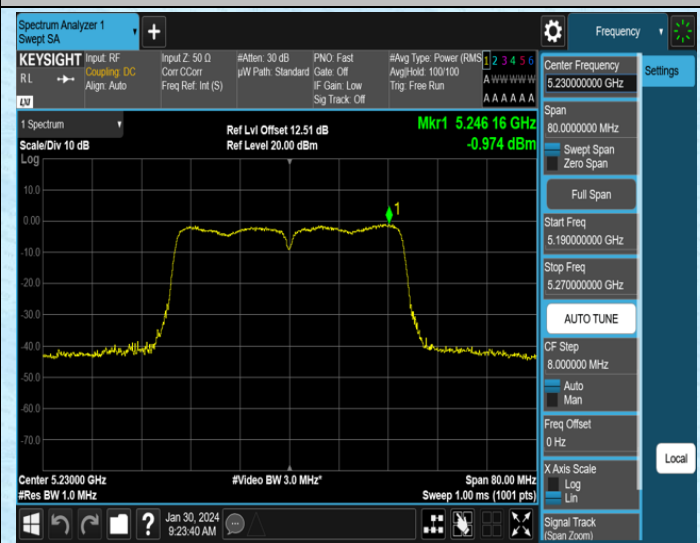 Spectrum Analyzer 1
Swept SA
+
Frequency
KEYSIGHT
RL
LXI
Input: RF
Coupling: DC
Align: Auto
Input Z: 50 Ω
Corr CCorr
Freq Ref: Int (S)
#Atten: 30 dB
µW Path: Standard
PNO: Fast
Gate: Off
IF Gain: Low
Sig Track: Off
#Avg Type: Power (RMS
Avg|Hold: 100/100
Trig: Free Run
1 2 3 4 5 6
A W W W W W
A A A A A A
Center Frequency
5.230000000 GHz
Settings
Span
80.0000000 MHz
Swept Span
Zero Span
Full Span
Start Freq
5.190000000 GHz
Stop Freq
5.270000000 GHz
AUTO TUNE
CF Step
8.000000 MHz
Auto
Man
Freq Offset
0 Hz
X Axis Scale
Log
Lin
Signal Track
(Span Zoom)
Local
1 Spectrum
Scale/Div 10 dB
Log
Ref Lvl Offset 12.51 dB
Ref Level 20.00 dBm
Mkr1 5.246 16 GHz
-0.974 dBm
1
10.0
0.00
-10.0
-20.0
-30.0
-40.0
-50.0
-60.0
-70.0
Center 5.23000 GHz
#Res BW 1.0 MHz
#Video BW 3.0 MHz*
Span 80.00 MHz
Sweep 1.00 ms (1001 pts)
?
Jan 30, 2024
9:23:40 AM